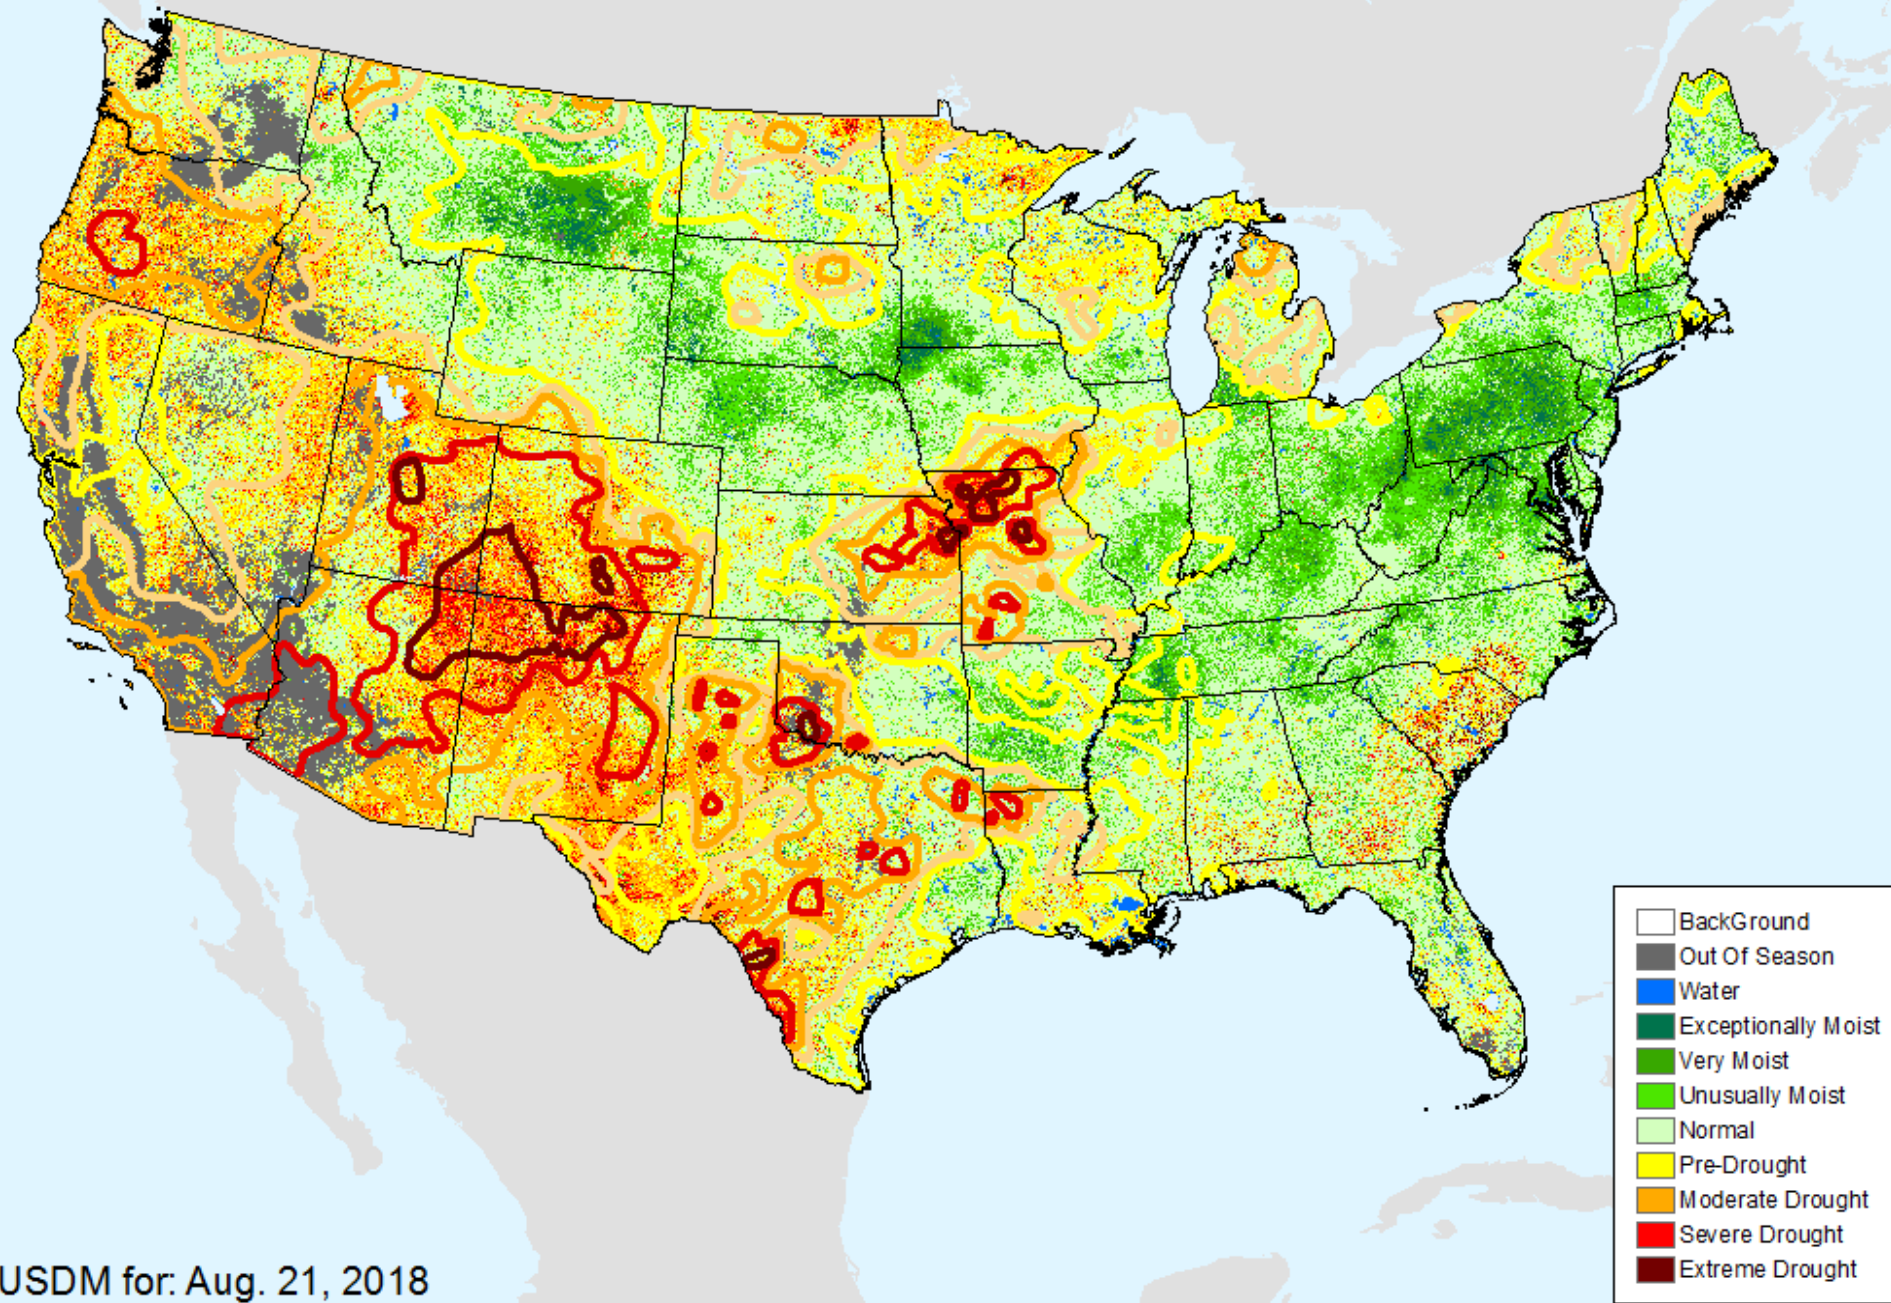 BackGround
Out Of Season
Water
Exceptionally Moist
Very Moist
Unusually Moist
Normal
Pre-Drought
Moderate Drought
Severe Drought
Extreme Drought
USDM for: Aug. 21, 2018